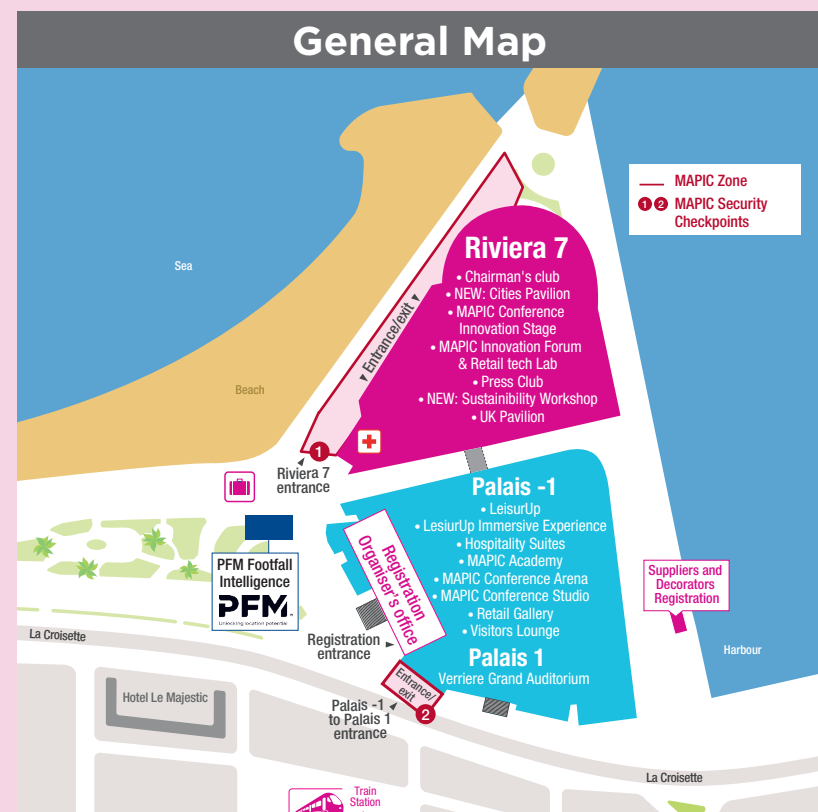 General Map
MAPIC Zone
1 2 MAPIC Security
Checkpoints
Sea
Beach
Riviera 7
• Chairman's club
• NEW: Cities Pavilion
• MAPIC Conference
Innovation Stage
• MAPIC Innovation Forum
& Retail tech Lab
• Press Club
• NEW: Sustainibility Workshop
• UK Pavilion
Entrance/exit
1
Riviera 7
entrance
Palais -1
• LeisurUp
• LesiurUp Immersive Experience
• Hospitality Suites
• MAPIC Academy
• MAPIC Conference Arena
• MAPIC Conference Studio
• Retail Gallery
• Visitors Lounge
Palais 1
Verriere Grand Auditorium
Registration
Organiser's office
PFM Footfall
Intelligence
PFM
Unlocking location potential
Suppliers and
Decorators
Registration
Harbour
Registration
entrance
La Croisette
Hotel Le Majestic
Entrance/
exit
2
Palais -1
to Palais 1
entrance
La Croisette
Train
Station